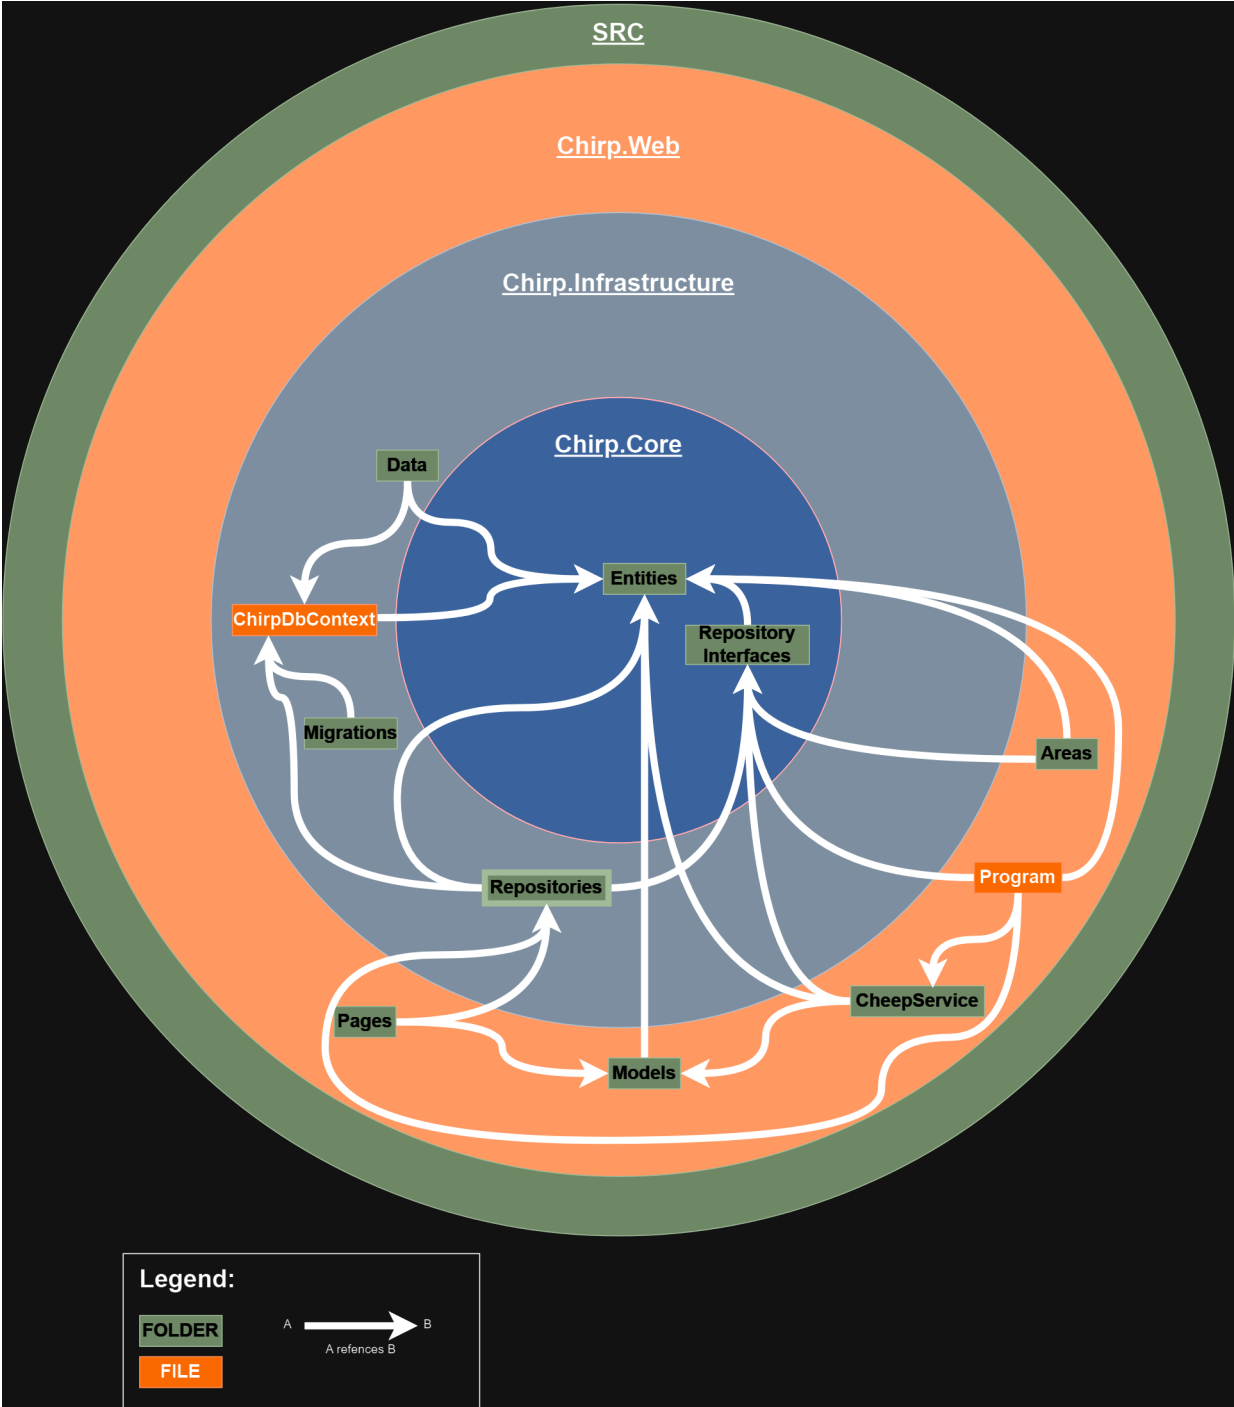 SRC
Chirp.Web
Chirp.Infrastructure
Chirp.Core
Data
Entities
ChirpDbContext
Repository
Interfaces
Migrations
Areas
Program
Repositories
CheepService
Pages
Models
Legend:
FOLDER
A
B
A refences B
FILE